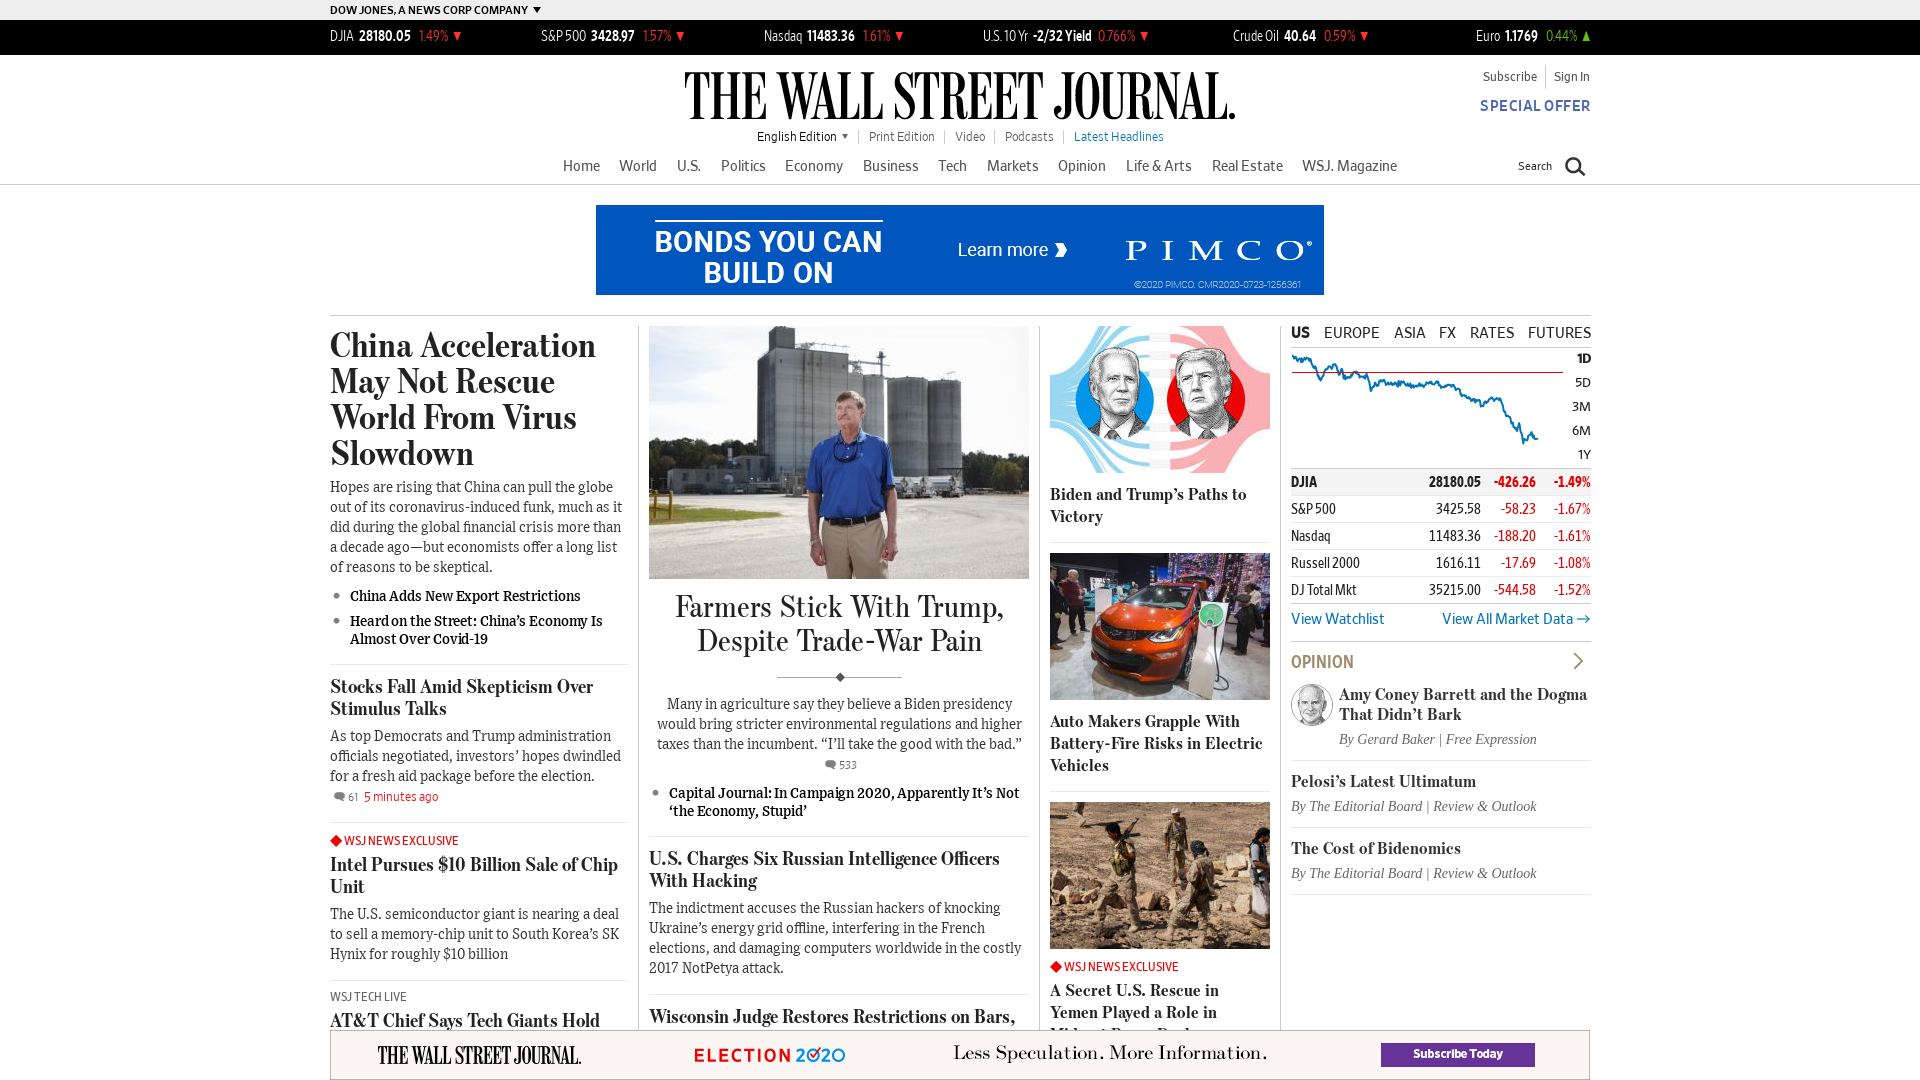 DOW JONES, A NEWS CORP COMPANY
DJIA 28180.05 1.49%
S&P 500 3428.97 1.57%
Nasdaq 11483.36 1.61%
U.S. 10 Yr -2/32 Yield 0.766%
Crude Oil 40.64 0.59%
Euro 1.1769 0.44%
THE WALL STREET JOURNAL.
Subscribe
Sign In
SPECIAL OFFER
English Edition
Print Edition
Video
Podcasts
Latest Headlines
Home
World
U.S.
Politics
Economy
Business
Tech
Markets
Opinion
Life & Arts
Real Estate
WSJ. Magazine
Search
BONDS YOU CAN
BUILD ON
Learn more
PIMCO®
©2020 PIMCO. CMR2020-0723-1256361
China Acceleration
May Not Rescue
World From Virus
Slowdown
Hopes are rising that China can pull the globe
out of its coronavirus-induced funk, much as it
did during the global financial crisis more than
a decade ago—but economists offer a long list
of reasons to be skeptical.
China Adds New Export Restrictions
Heard on the Street: China’s Economy Is
Almost Over Covid-19
Stocks Fall Amid Skepticism Over
Stimulus Talks
As top Democrats and Trump administration
officials negotiated, investors’ hopes dwindled
for a fresh aid package before the election.
61 5 minutes ago
WSJ NEWS EXCLUSIVE
Intel Pursues $10 Billion Sale of Chip
Unit
The U.S. semiconductor giant is nearing a deal
to sell a memory-chip unit to South Korea’s SK
Hynix for roughly $10 billion
WSJ TECH LIVE
AT&T Chief Says Tech Giants Hold
Farmers Stick With Trump,
Despite Trade-War Pain
Many in agriculture say they believe a Biden presidency
would bring stricter environmental regulations and higher
taxes than the incumbent. “I’ll take the good with the bad.”
533
Capital Journal: In Campaign 2020, Apparently It’s Not
‘the Economy, Stupid’
U.S. Charges Six Russian Intelligence Officers
With Hacking
The indictment accuses the Russian hackers of knocking
Ukraine’s energy grid offline, interfering in the French
elections, and damaging computers worldwide in the costly
2017 NotPetya attack.
Wisconsin Judge Restores Restrictions on Bars,
Biden and Trump’s Paths to
Victory
Auto Makers Grapple With
Battery-Fire Risks in Electric
Vehicles
WSJ NEWS EXCLUSIVE
A Secret U.S. Rescue in
Yemen Played a Role in
US
EUROPE
ASIA
FX
RATES
FUTURES
1D
5D
3M
6M
1Y
DJIA 28180.05 -426.26 -1.49%
S&P 500 3425.58 -58.23 -1.67%
Nasdaq 11483.36 -188.20 -1.61%
Russell 2000 1616.11 -17.69 -1.08%
DJ Total Mkt 35215.00 -544.58 -1.52%
View Watchlist
View All Market Data
OPINION
Amy Coney Barrett and the Dogma
That Didn’t Bark
By Gerard Baker | Free Expression
Pelosi’s Latest Ultimatum
By The Editorial Board | Review & Outlook
The Cost of Bidenomics
By The Editorial Board | Review & Outlook
THE WALL STREET JOURNAL.
ELECTION 2020
Less Speculation. More Information.
Subscribe Today